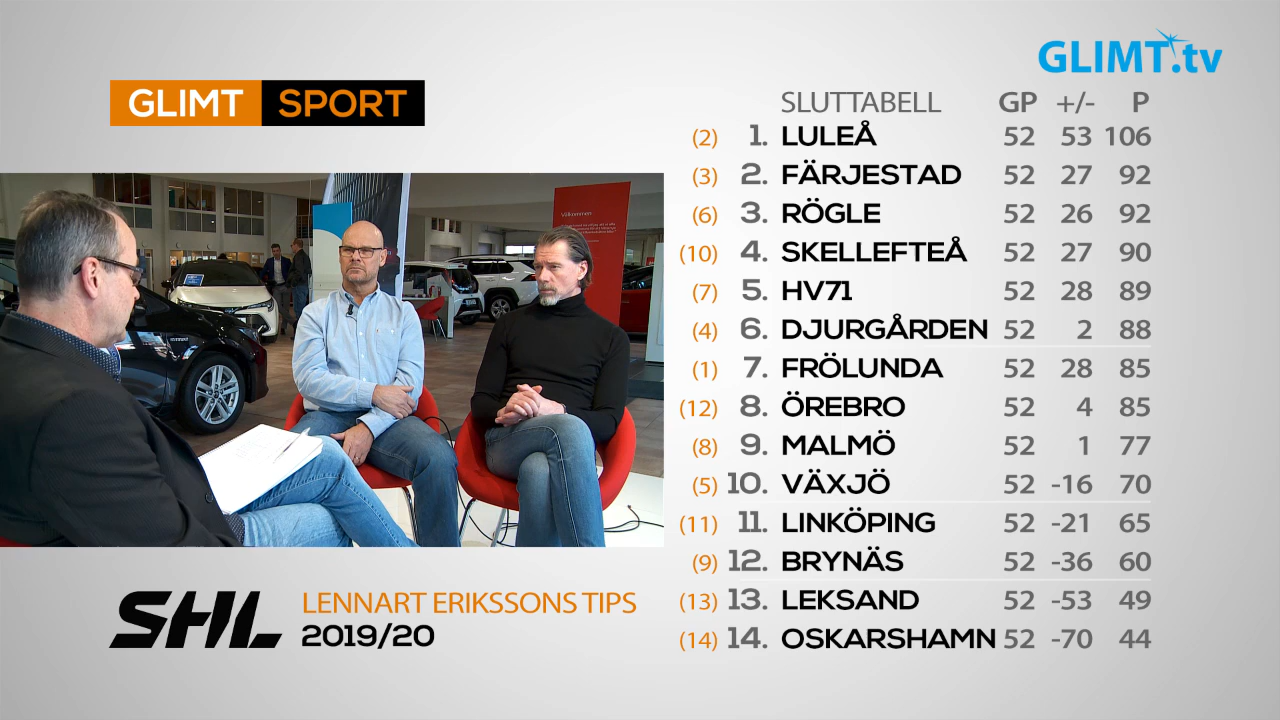 GLIMT.tv
GLIMT SPORT
SLUTTABELL GP +/- P
(2) 1. LULEÅ 52 53 106
(3) 2. FÄRJESTAD 52 27 92
(6) 3. RÖGLE 52 26 92
(10) 4. SKELLEFTEÅ 52 27 90
(7) 5. HV71 52 28 89
(4) 6. DJURGÅRDEN 52 2 88
(1) 7. FRÖLUNDA 52 28 85
(12) 8. ÖREBRO 52 4 85
(8) 9. MALMÖ 52 1 77
(5) 10. VÄXJÖ 52 -16 70
(11) 11. LINKÖPING 52 -21 65
(9) 12. BRYNÄS 52 -36 60
(13) 13. LEKSAND 52 -53 49
(14) 14. OSKARSHAMN 52 -70 44
Välkommen
SHL
LENNART ERIKSSONS TIPS
2019/20